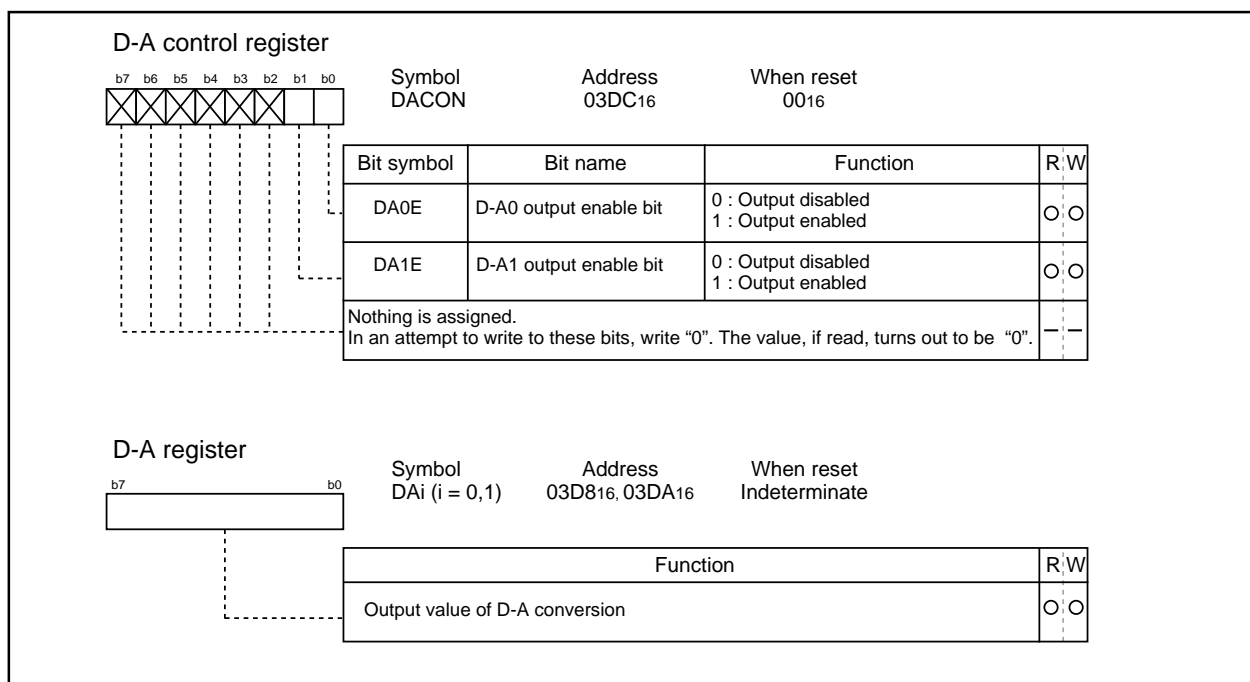 D-A control register
b7 b6 b5 b4 b3 b2 b1 b0
Symbol Address When reset
DACON 03DC16 0016
Bit symbol Bit name Function R W
DA0E D-A0 output enable bit 0 : Output disabled
1 : Output enabled
DA1E D-A1 output enable bit 0 : Output disabled
1 : Output enabled
Nothing is assigned.
In an attempt to write to these bits, write “0”. The value, if read, turns out to be “0”.
D-A register
b7 b0
Symbol Address When reset
DAi (i = 0,1) 03D816, 03DA16 Indeterminate
Function R W
Output value of D-A conversion